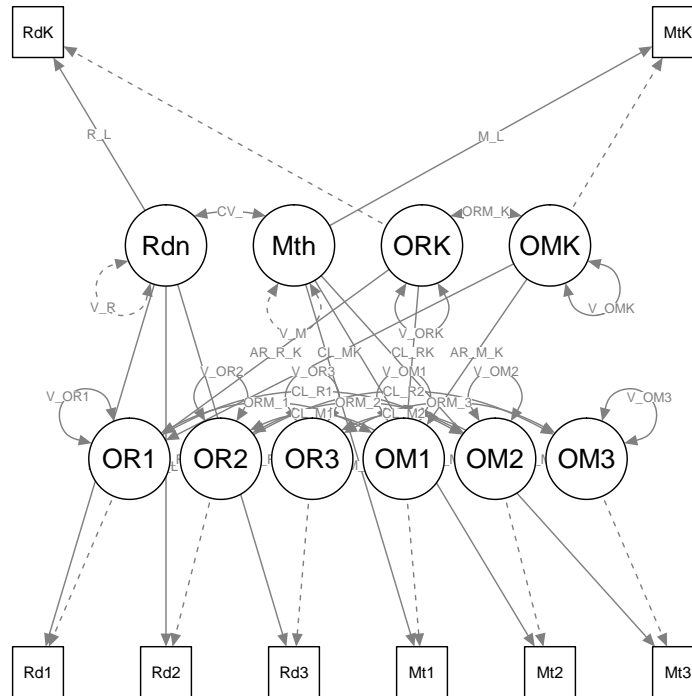 RdK MtK
R_L M_L
CV_ ORM_K
Rdn Mth ORK OMK
V_R V_M V_ORK V_OMK
AR_R_K CL_MK CL_RK AR_M_K
V_OR2 V_OR3 V_OM1 V_OM2
V_OR1 CL_R1 CL_R2 V_OM3
ORM_1 ORM_2 ORM_3
CL_M1 CL_M2
OR1 OR2 OR3 OM1 OM2 OM3
Rd1 Rd2 Rd3 Mt1 Mt2 Mt3